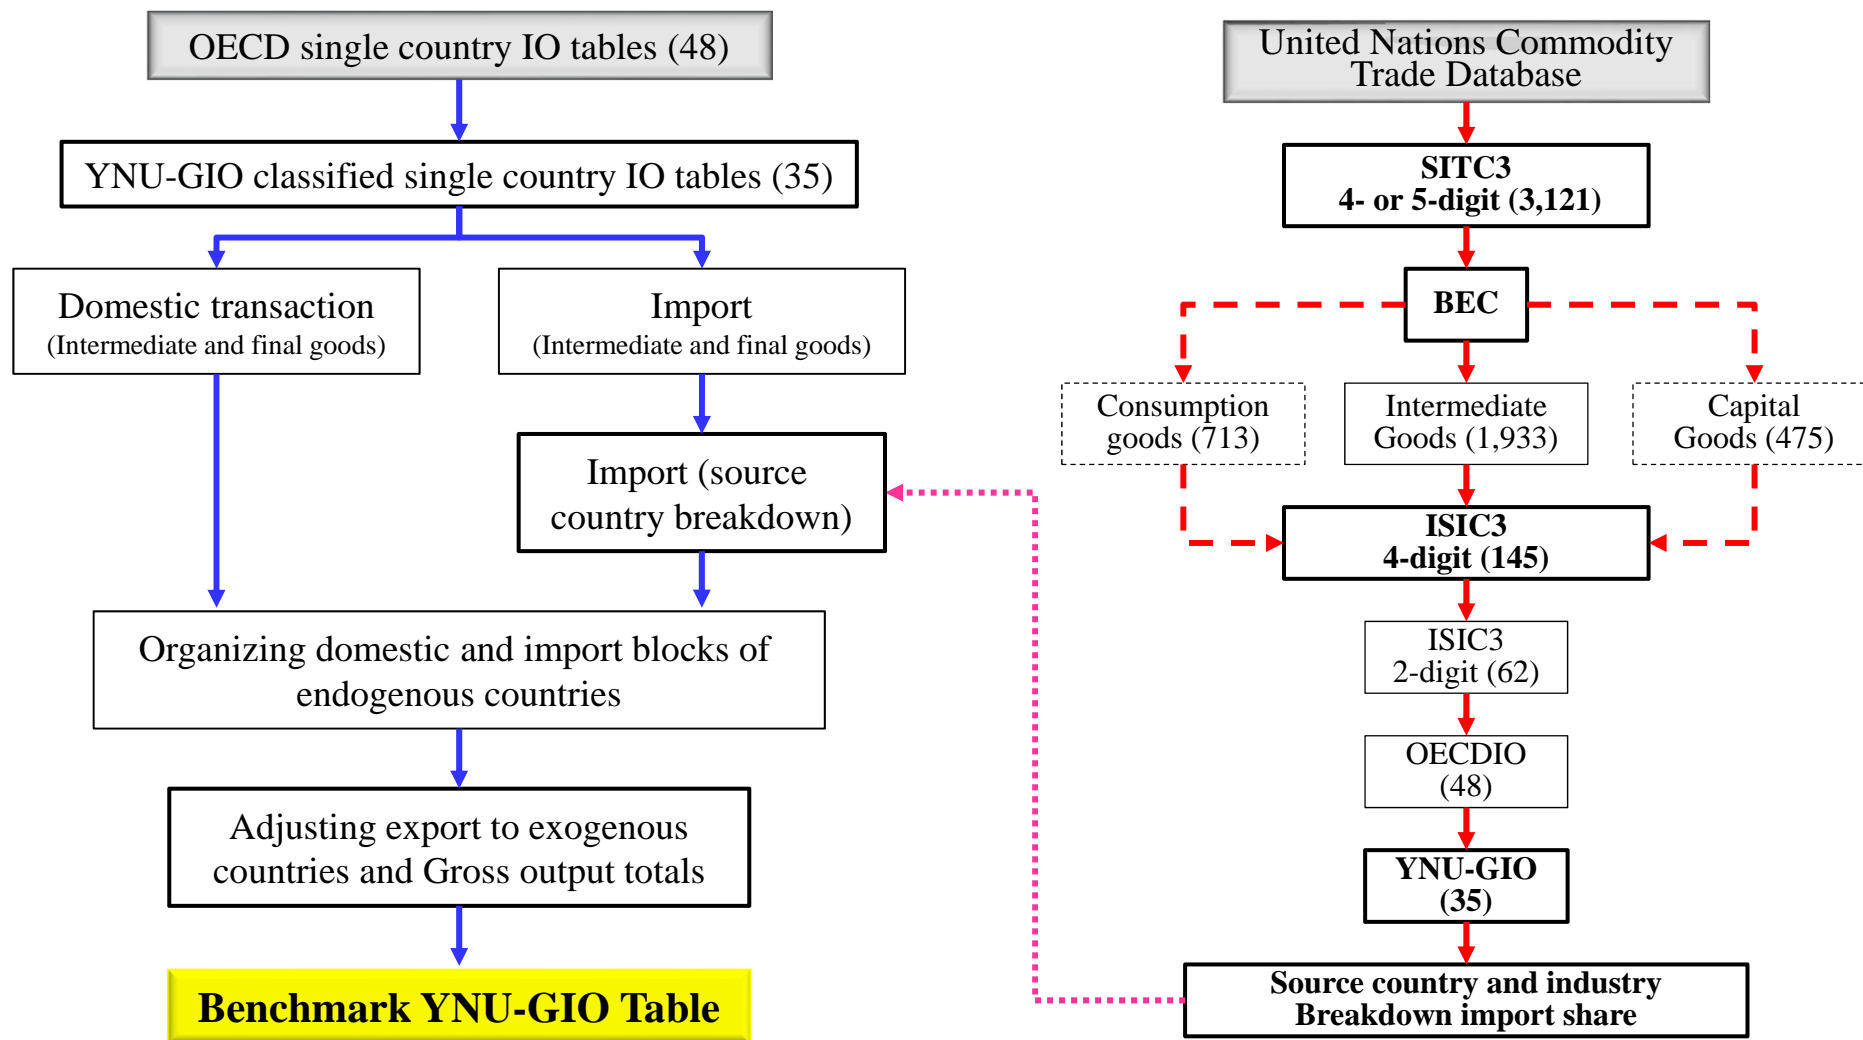 OECD single country IO tables (48)
YNU-GIO classified single country IO tables (35)
Domestic transaction
(Intermediate and final goods)
Import
(Intermediate and final goods)
Import (source
country breakdown)
Organizing domestic and import blocks of
endogenous countries
Adjusting export to exogenous
countries and Gross output totals
Benchmark YNU-GIO Table
United Nations Commodity
Trade Database
SITC3
4- or 5-digit (3,121)
BEC
Consumption
goods (713)
Intermediate
Goods (1,933)
Capital
Goods (475)
ISIC3
4-digit (145)
ISIC3
2-digit (62)
OECDIO
(48)
YNU-GIO
(35)
Source country and industry
Breakdown import share